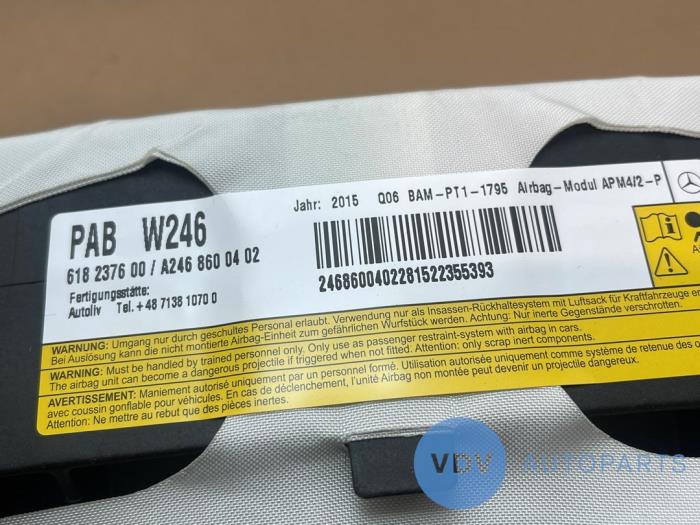 Jahr: 2015 Q06 BAM-PT1-1795 Airbag-Modul APM4/2-P
PAB W246
618 2376 00 / A246 860 04 02
2468600402281522355393
Fertigungsstätte:
Autoliv Tel. +48 7138 1070 0
WARNUNG: Umgang nur durch geschultes Personal erlaubt. Verwendung nur als Insassen-Rückhaltesystem mit Luftsack für Kraftfahrzeuge
Bei Auslösung kann die nicht montierte Airbag-Einheit zum gefährlichen Wurfstück werden. Achtung: Nur inerte Gegenstände verschrotten.
WARNING: Must be handled by trained personnel only. Use only as passenger restraint-system with airbag in cars.
The airbag unit can become a dangerous projectile if triggered when not fitted. Attention: only scrap inert components.
AVERTISSEMENT: Maniement autorisé uniquement par un personnel formé. Utilisation autorisée uniquement comme système de retenue des
avec coussin gonflable pour véhicules. En cas de déclenchement, l'unité Airbag non montée peut devenir un projectile dangereux.
Attention: Ne mettre au rebut que des pièces inertes.
VDV AUTOPARTS